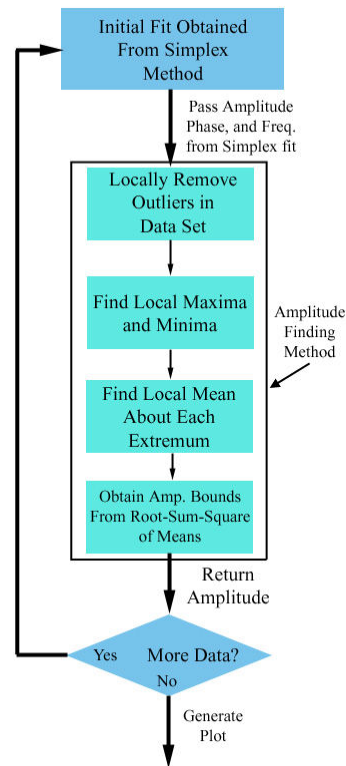 Initial Fit Obtained
From Simplex
Method
Pass Amplitude
Phase, and Freq.
from Simplex fit
Locally Remove
Outliers in
Data Set
Find Local Maxima
and Minima
Amplitude
Finding
Method
Find Local Mean
About Each
Extremum
Obtain Amp. Bounds
From Root-Sum-Square
of Means
Return
Amplitude
Yes
More Data?
No
Generate
Plot